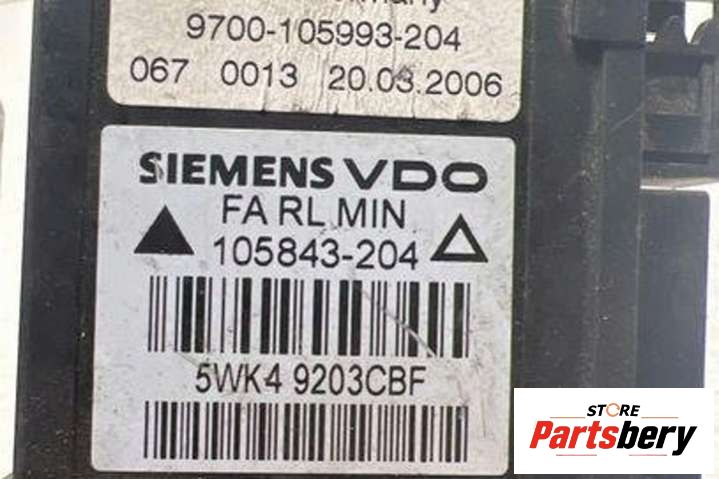 9700-105993-204
067 0013 20.03.2006
SIEMENS VDO
FA RL MIN
105843-204
5WK4 9203CBF
STORE
Partsbery